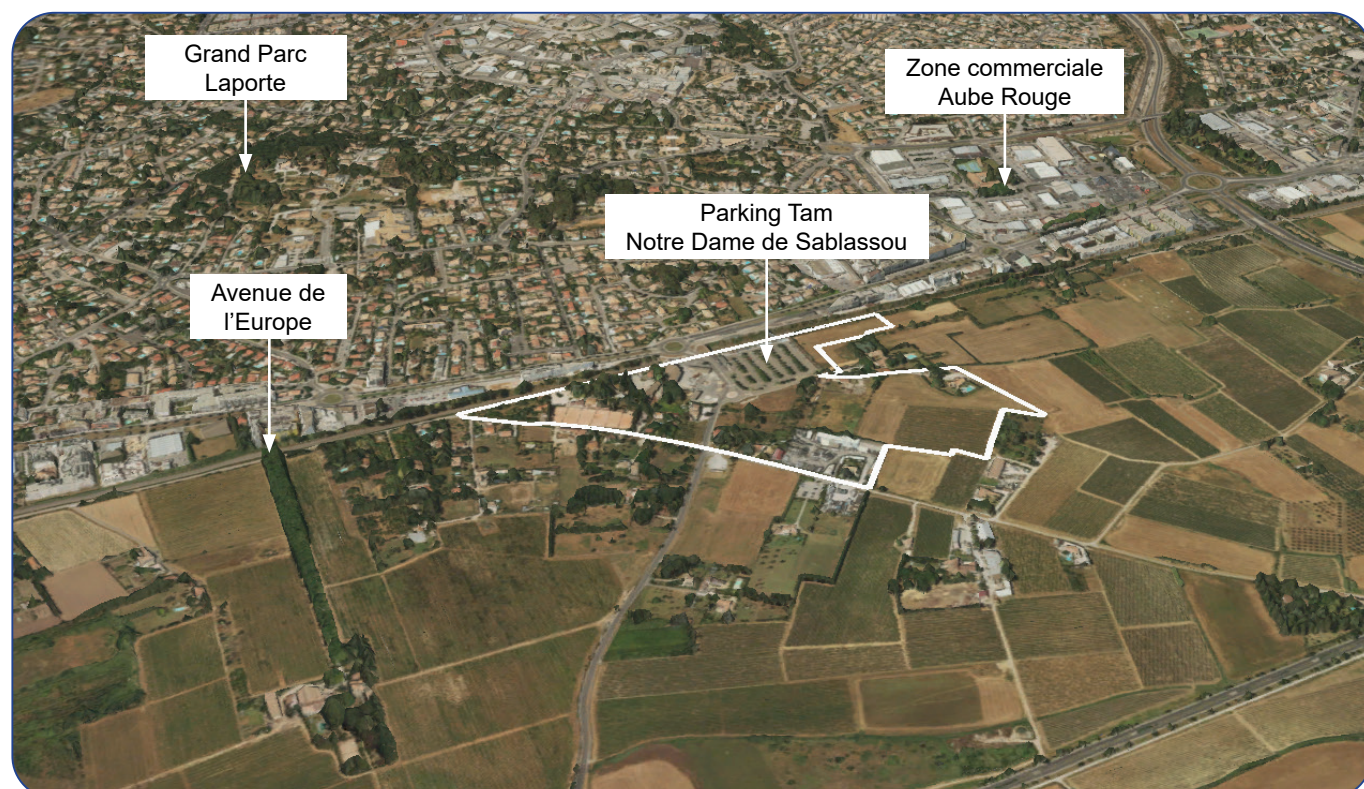 Grand Parc
Laporte
Zone commerciale
Aube Rouge
Parking Tam
Notre Dame de Sablassou
Avenue de
l’Europe